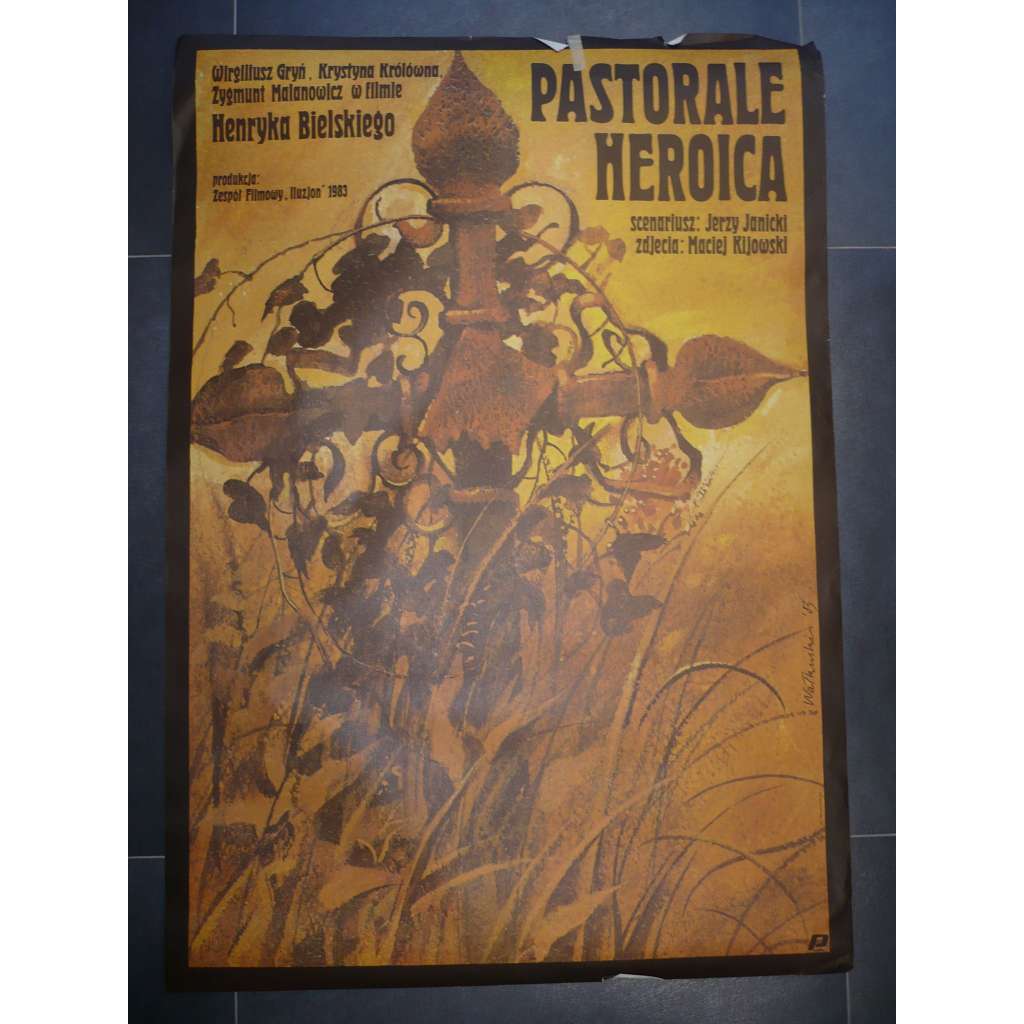 Wirgiliusz Gryń, Krystyna Królówna,
Zygmunt Malanowicz w filmie
Henryka Bielskiego
produkcja:
Zespół Filmowy „Iluzjon" 1983
PASTORALE
HEROICA
scenariusz: Jerzy Janicki
zdjęcia: Maciej Kijowski